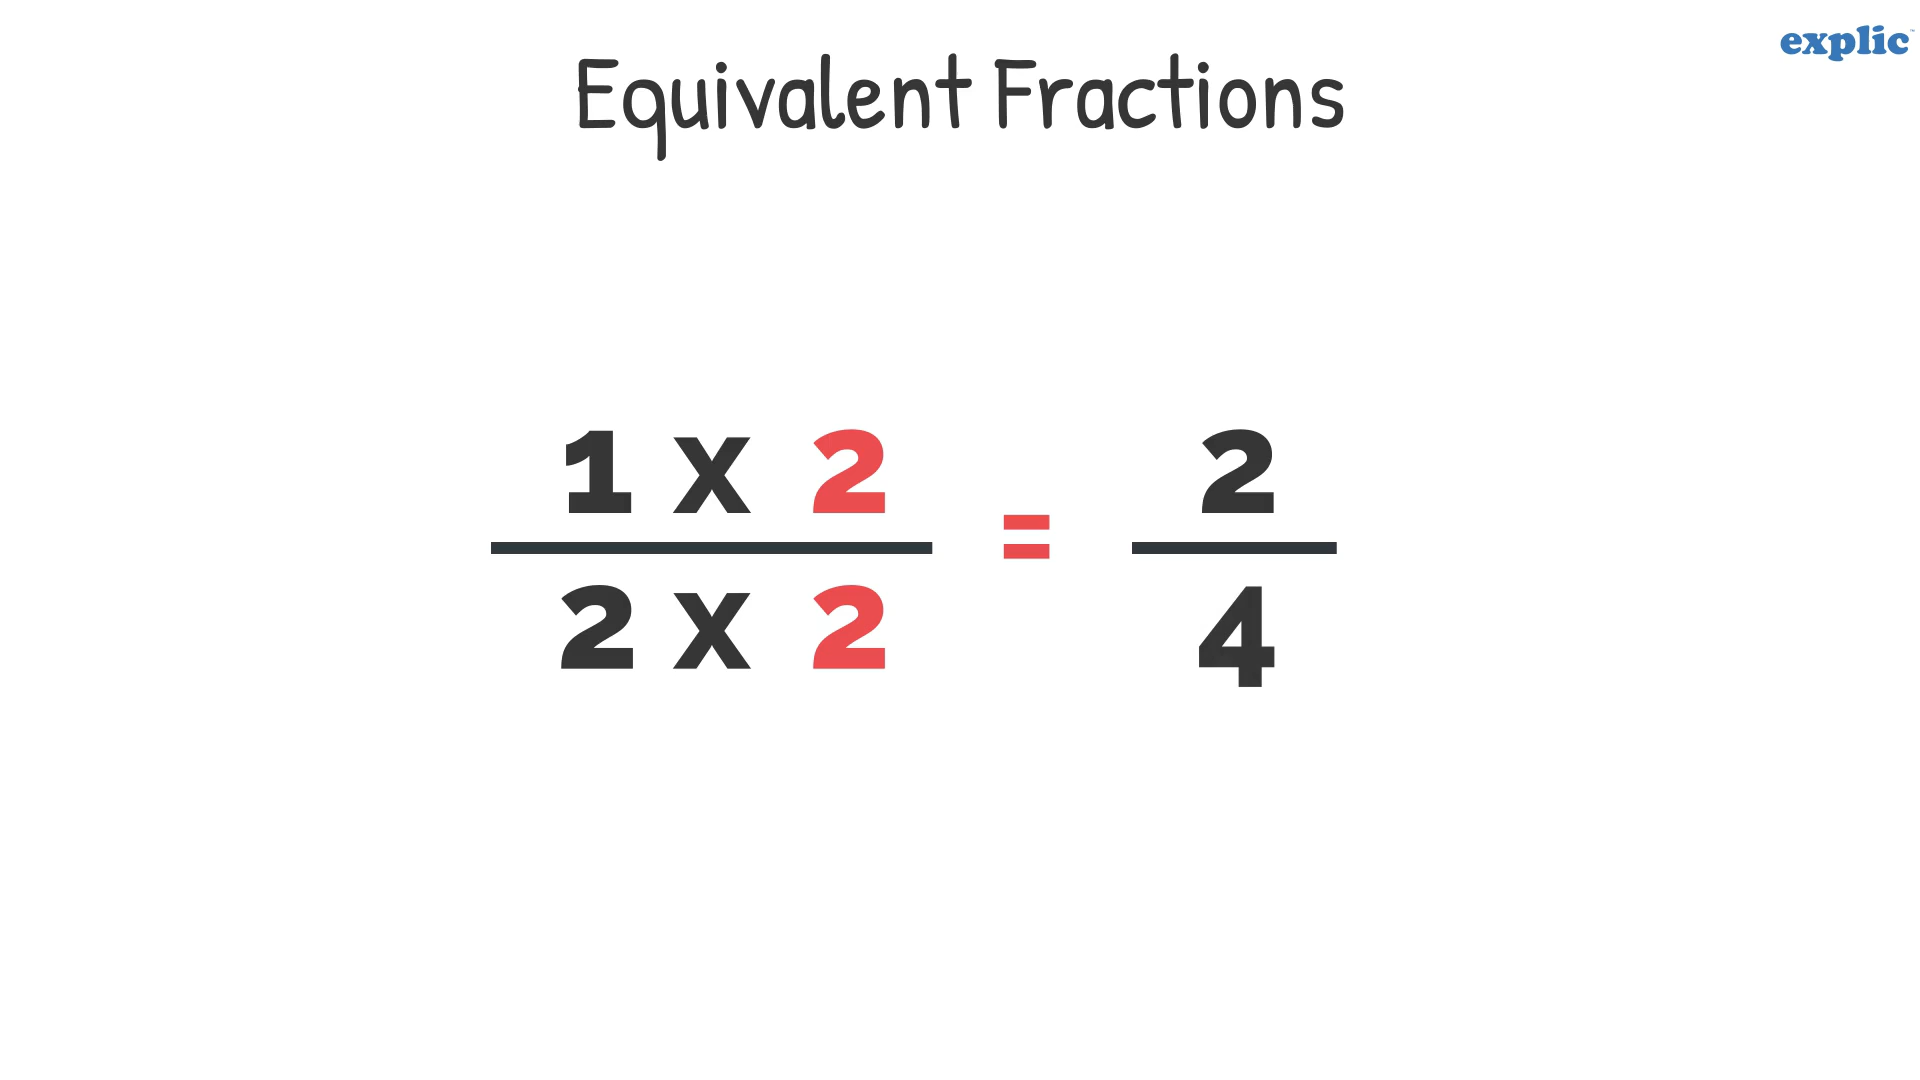 explic
Equivalent Fractions
1 x 2
2 x 2
=
2
4